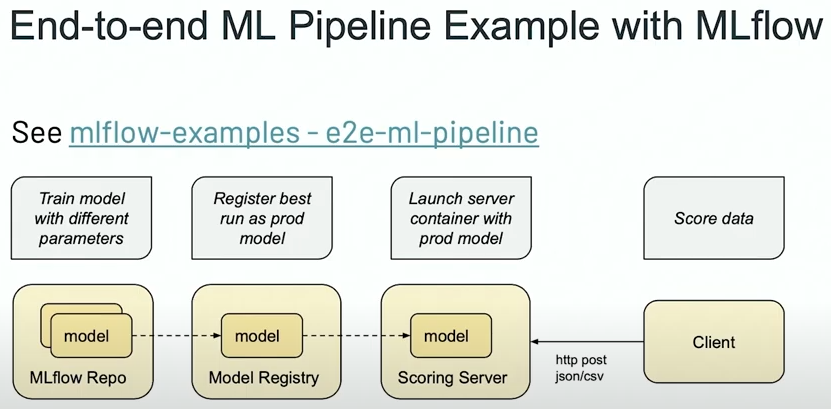 End-to-end ML Pipeline Example with MLflow
See mlflow-examples - e2e-ml-pipeline
Train model
with different
parameters
Register best
run as prod
model
Launch server
container with
prod model
Score data
model
MLflow Repo
model
Model Registry
model
Scoring Server
http post
json/csv
Client